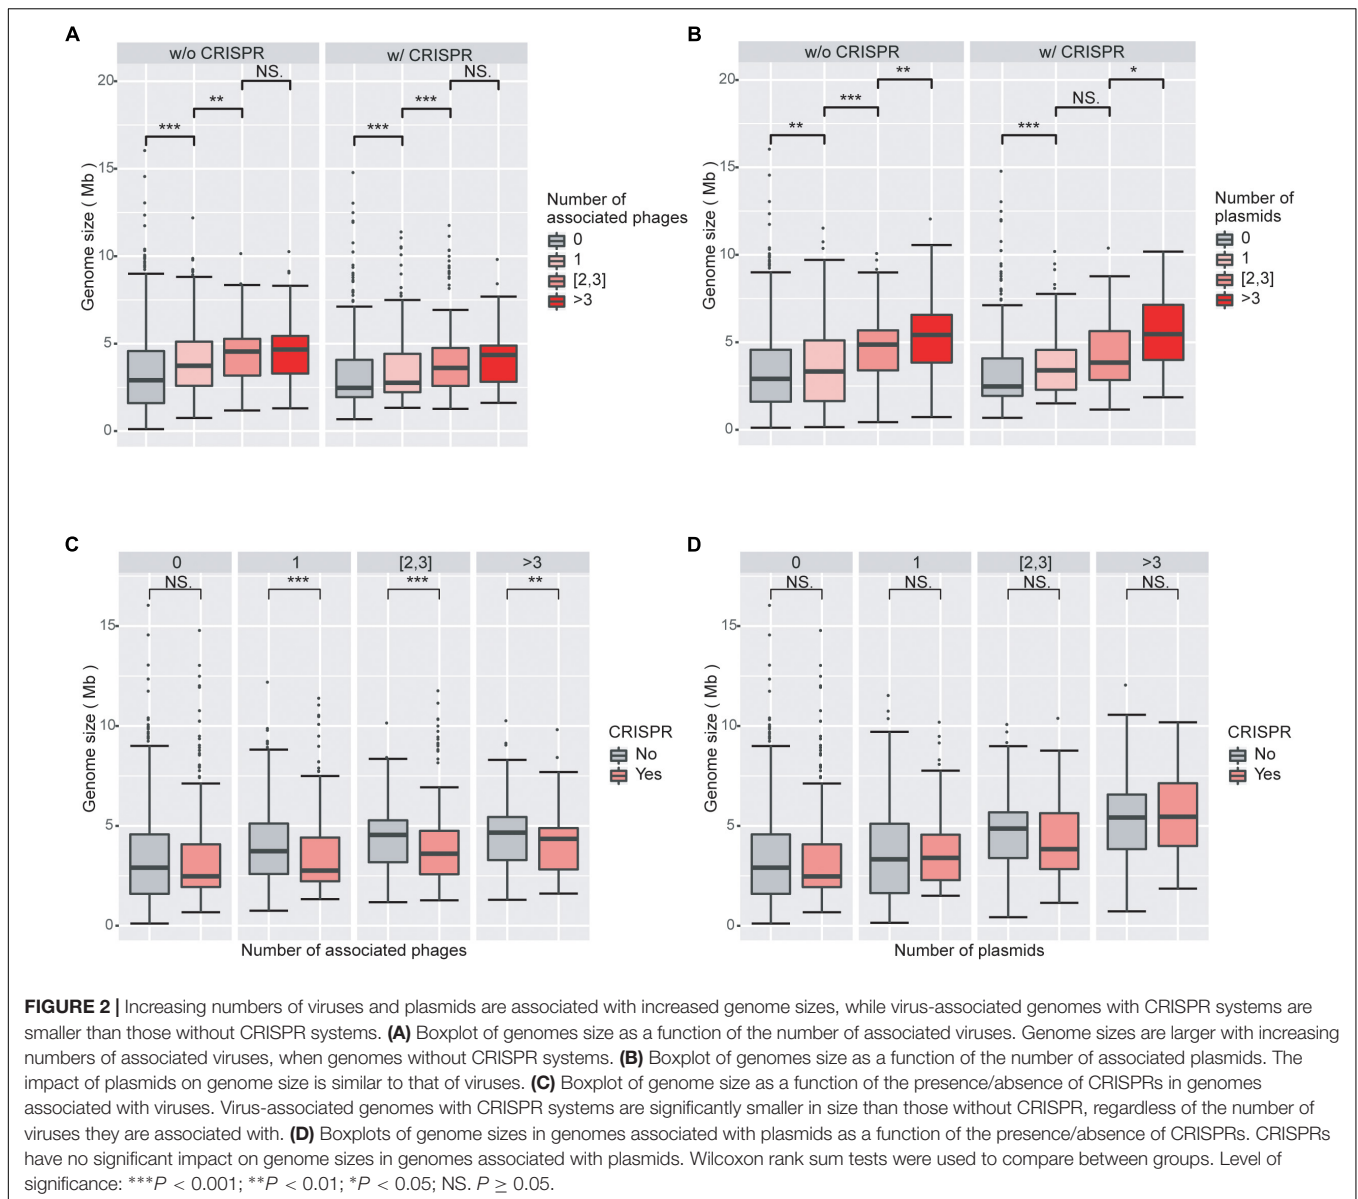 A
w/o CRISPR
w/ CRISPR
NS.
NS.
**
***
***
***
20
15
10
5
0
Genome size ( Mb )
Number of
associated phages
0
1
[2,3]
>3
B
w/o CRISPR
w/ CRISPR
**
*
***
NS.
**
***
20
15
10
5
0
Genome size ( Mb )
Number of
plasmids
0
1
[2,3]
>3
C
0
1
[2,3]
>3
NS.
***
***
**
15
10
5
0
Genome size ( Mb )
Number of associated phages
CRISPR
No
Yes
D
0
1
[2,3]
>3
NS.
NS.
NS.
NS.
15
10
5
0
Genome size ( Mb )
Number of plasmids
CRISPR
No
Yes
FIGURE 2 | Increasing numbers of viruses and plasmids are associated with increased genome sizes, while virus-associated genomes with CRISPR systems are
smaller than those without CRISPR systems. (A) Boxplot of genomes size as a function of the number of associated viruses. Genome sizes are larger with increasing
numbers of associated viruses, when genomes without CRISPR systems. (B) Boxplot of genomes size as a function of the number of associated plasmids. The
impact of plasmids on genome size is similar to that of viruses. (C) Boxplot of genome size as a function of the presence/absence of CRISPRs in genomes
associated with viruses. Virus-associated genomes with CRISPR systems are significantly smaller in size than those without CRISPR, regardless of the number of
viruses they are associated with. (D) Boxplots of genome sizes in genomes associated with plasmids as a function of the presence/absence of CRISPRs. CRISPRs
have no significant impact on genome sizes in genomes associated with plasmids. Wilcoxon rank sum tests were used to compare between groups. Level of
significance: ***P < 0.001; **P < 0.01; *P < 0.05; NS. P ≥ 0.05.